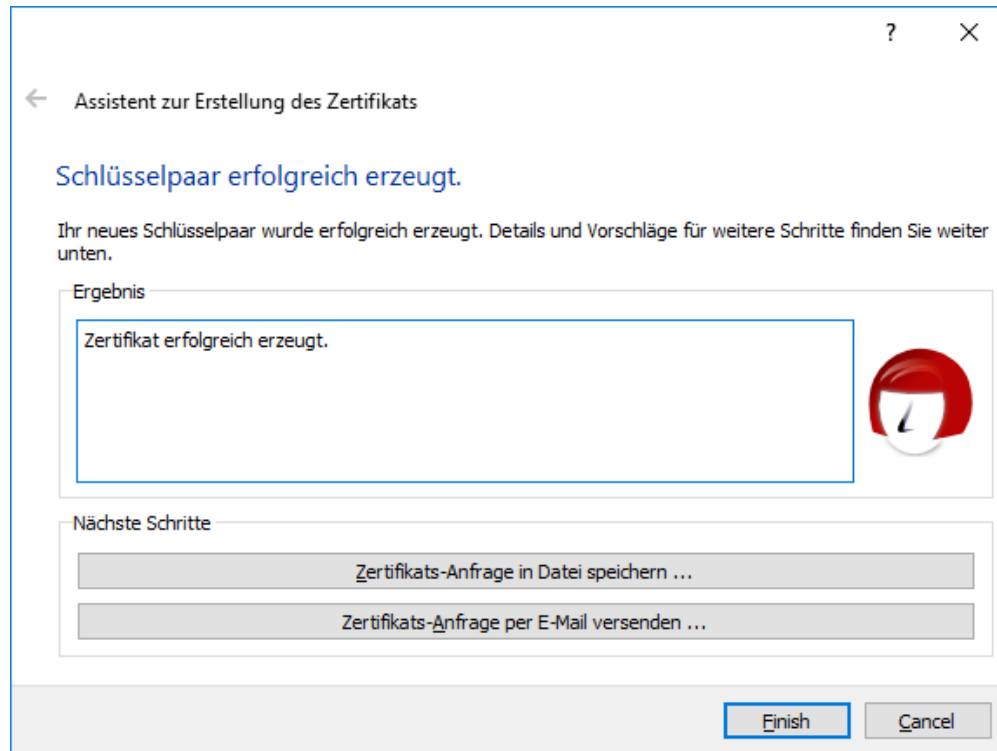 ?
Assistent zur Erstellung des Zertifikats
Schlüsselpaar erfolgreich erzeugt.
Ihr neues Schlüsselpaar wurde erfolgreich erzeugt. Details und Vorschläge für weitere Schritte finden Sie weiter
unten.
Ergebnis
Zertifikat erfolgreich erzeugt.
Nächste Schritte
Zertifikats-Anfrage in Datei speichern ...
Zertifikats-Anfrage per E-Mail versenden ...
Finish
Cancel